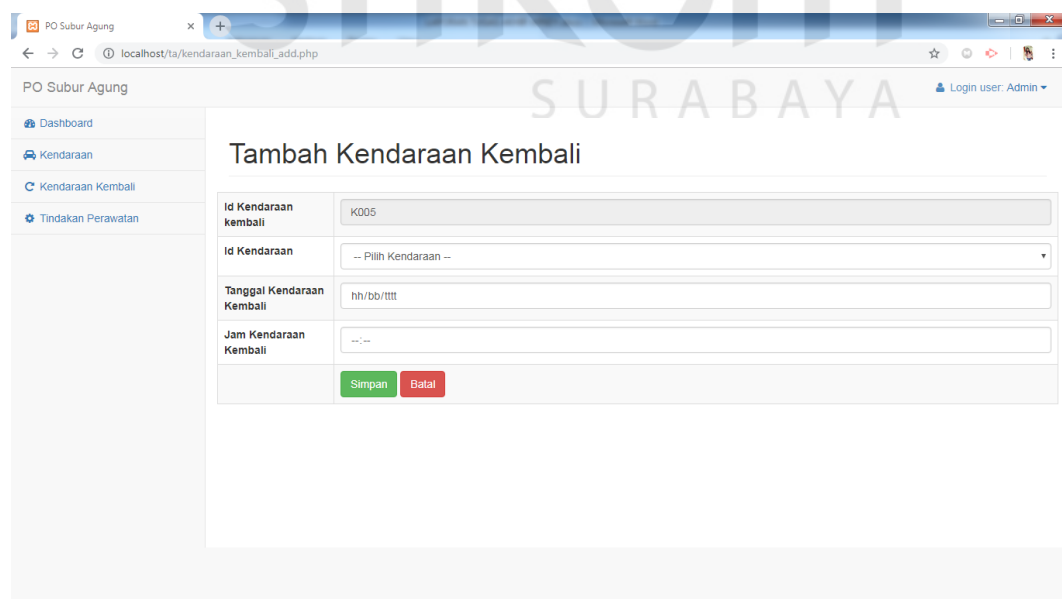 PO Subur Agung
localhost/ta/kendaraan_kembali_add.php
PO Subur Agung
SURABAYA
Login user: Admin
Dashboard
Kendaraan
Kendaraan Kembali
Tindakan Perawatan
Tambah Kendaraan Kembali
Id Kendaraan
kembali
K005
Id Kendaraan
-- Pilih Kendaraan --
Tanggal Kendaraan
Kembali
hh/bb/tttt
Jam Kendaraan
Kembali
--:--
Simpan
Batal